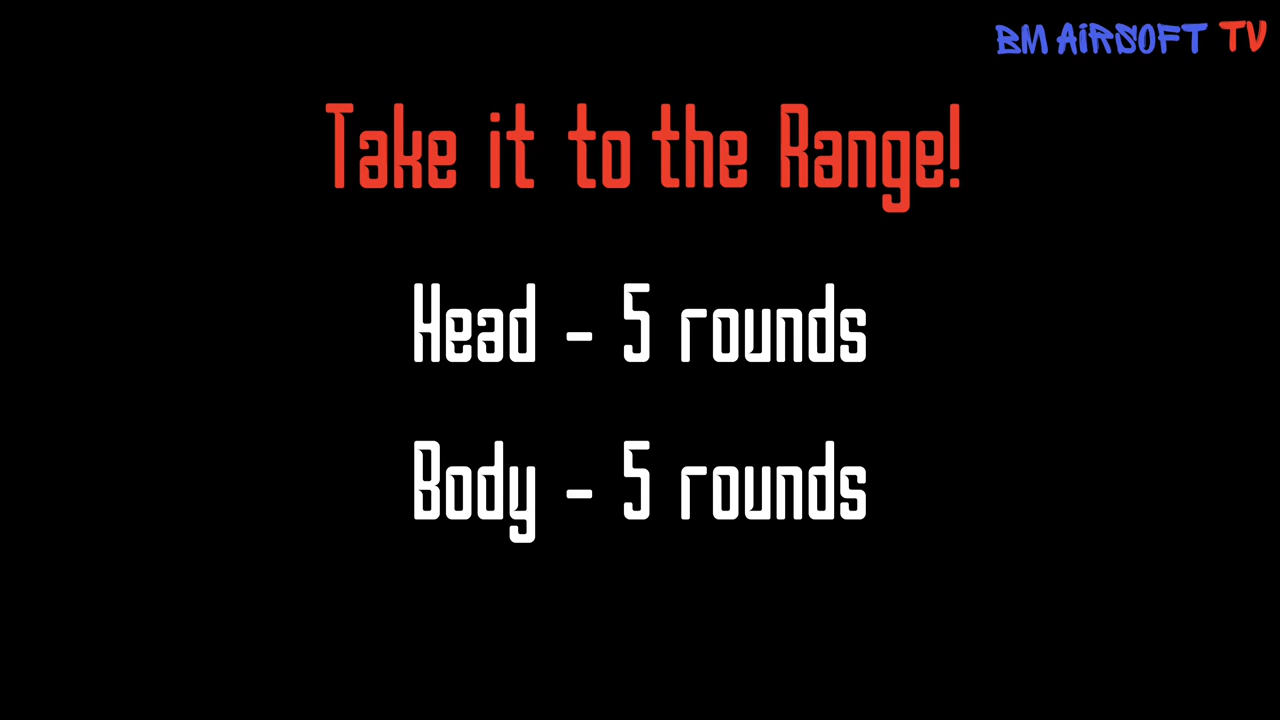 BM AiRSOFT TV
Take it to the Range!
Head - 5 rounds
Body - 5 rounds